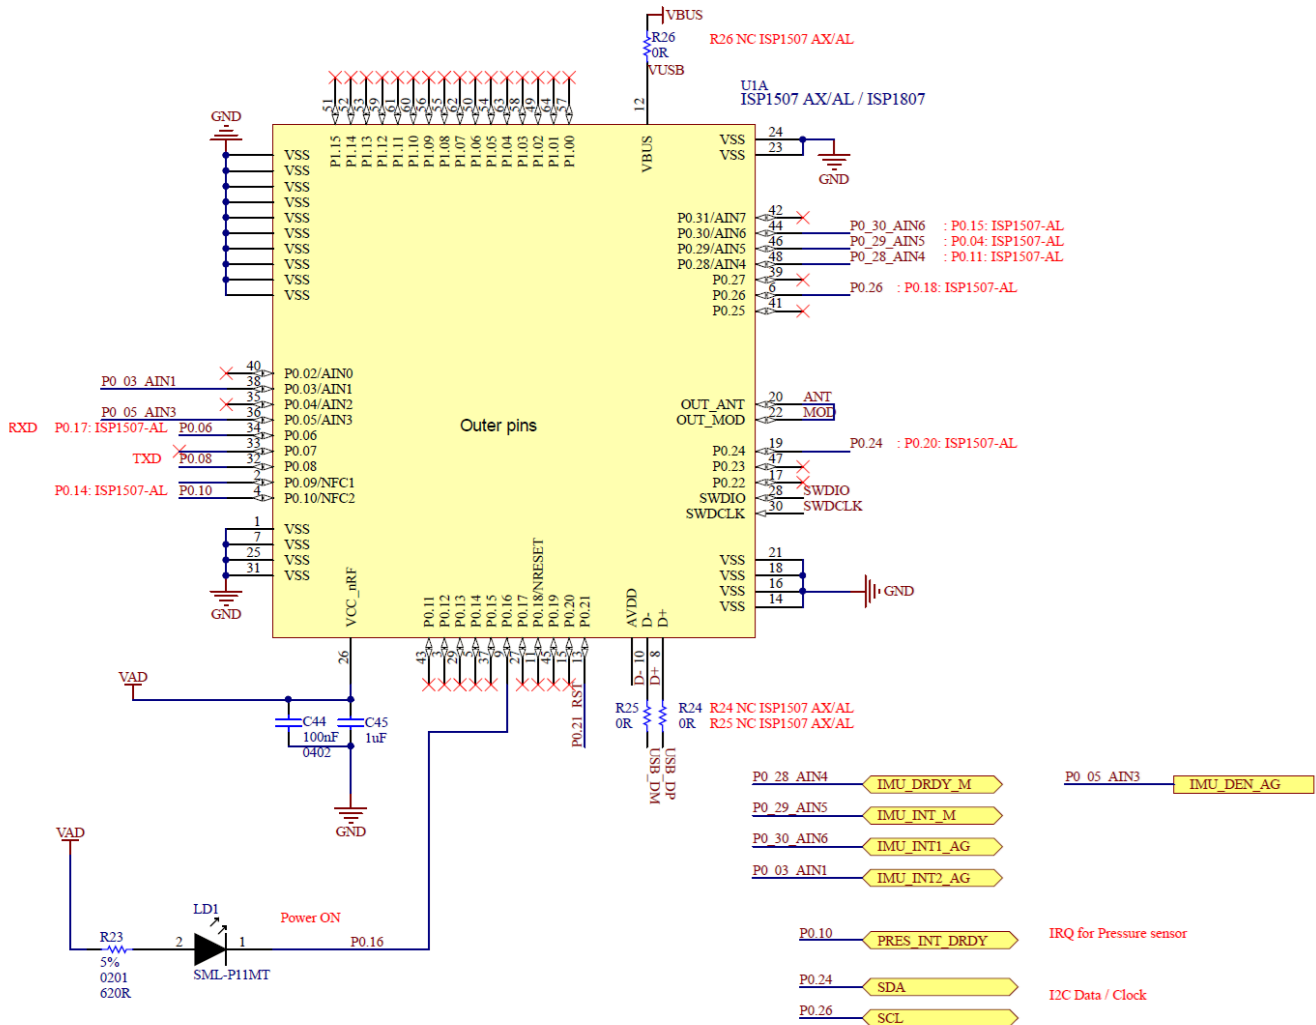 VBUS
R26
0R
R26 NC ISP1507 AX/AL
VUSB
U1A
ISP1507 AX/AL / ISP1807
51 52 53 59 61 60 56 55 62 50 54 63 58 49 64 57
12
P1.15 P1.14 P1.13 P1.12 P1.11 P1.10 P1.09 P1.08 P1.07 P1.06 P1.05 P1.04 P1.03 P1.02 P1.01 P1.00
VBUS
GND
VSS
VSS
VSS
VSS
VSS
VSS
VSS
VSS
VSS
VSS
VSS 24
VSS 23
GND
P0.31/AIN7 42
P0.30/AIN6 44 P0_30_AIN6 : P0.15: ISP1507-AL
P0.29/AIN5 46 P0_29_AIN5 : P0.04: ISP1507-AL
P0.28/AIN4 48 P0_28_AIN4 : P0.11: ISP1507-AL
P0.27 39
P0.26 6 P0.26 : P0.18: ISP1507-AL
P0.25 41
40 P0.02/AIN0
P0_03_AIN1 38 P0.03/AIN1
35 P0.04/AIN2
P0_05_AIN3 36 P0.05/AIN3
RXD P0.17: ISP1507-AL P0.06 34 P0.06
33 P0.07
TXD P0.08 32 P0.08
2 P0.09/NFC1
P0.14: ISP1507-AL P0.10 4 P0.10/NFC2
Outer pins
OUT_ANT 20 ANT
OUT_MOD 22 MOD
P0.24 19 P0.24 : P0.20: ISP1507-AL
P0.23 47
P0.22 17
SWDIO 28 SWDIO
SWDCLK 30 SWDCLK
1 VSS
7 VSS
25 VSS
31 VSS
GND
VSS 21
VSS 18
VSS 16
VSS 14
GND
VCC_nRF
P0.11 P0.12 P0.13 P0.14 P0.15 P0.16 P0.17 P0.18/NRESET P0.19 P0.20 P0.21
AVDD D- D+
26
43 3 29 5 37 9 27 11 45 15 13
10 8
D- D+
P0.21_RST
VAD
C44
100nF
0402
C45
1uF
GND
R25
0R
R24
0R
R24 NC ISP1507 AX/AL
R25 NC ISP1507 AX/AL
USB_DM
USB_DP
P0_28_AIN4 IMU_DRDY_M
P0_05_AIN3 IMU_DEN_AG
P0_29_AIN5 IMU_INT_M
P0_30_AIN6 IMU_INT1_AG
P0_03_AIN1 IMU_INT2_AG
VAD
R23
5%
0201
620R
LD1
2 1
SML-P11MT
Power ON
P0.16
P0.10 PRES_INT_DRDY IRQ for Pressure sensor
P0.24 SDA
I2C Data / Clock
P0.26 SCL